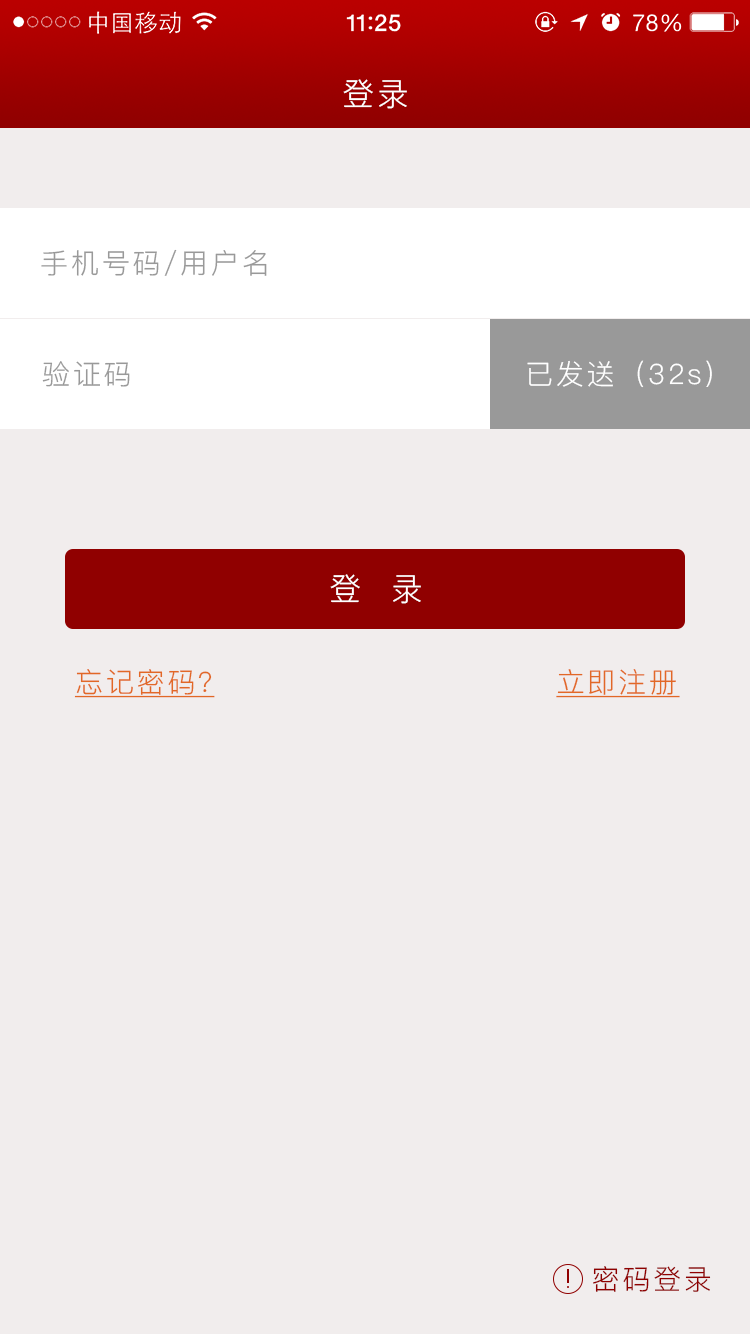 中国移动 11:25 78%
登录
手机号码/用户名
验证码 已发送（32s）
登 录
忘记密码? 立即注册
密码登录